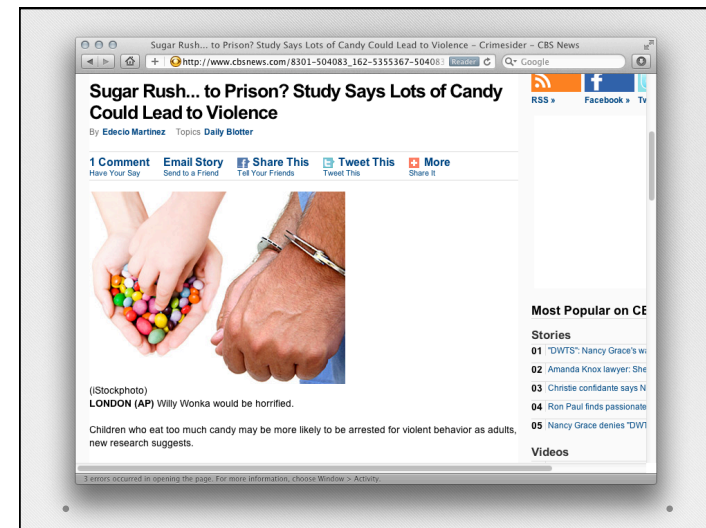 Sugar Rush... to Prison? Study Says Lots of Candy Could Lead to Violence – Crimesider – CBS News
http://www.cbsnews.com/8301-504083_162-5355367-504083 Reader Google
Sugar Rush... to Prison? Study Says Lots of Candy
Could Lead to Violence
By Edecio Martinez Topics Daily Blotter
1 Comment Email Story Share This Tweet This More
Have Your Say Send to a Friend Tell Your Friends Tweet This Share It
(iStockphoto)
LONDON (AP) Willy Wonka would be horrified.
Children who eat too much candy may be more likely to be arrested for violent behavior as adults,
new research suggests.
RSS » Facebook » Tw
Most Popular on CB
Stories
01 "DWTS": Nancy Grace's wa
02 Amanda Knox lawyer: She
03 Christie confidante says N
04 Ron Paul finds passionate
05 Nancy Grace denies "DWT
Videos
3 errors occurred in opening the page. For more information, choose Window > Activity.